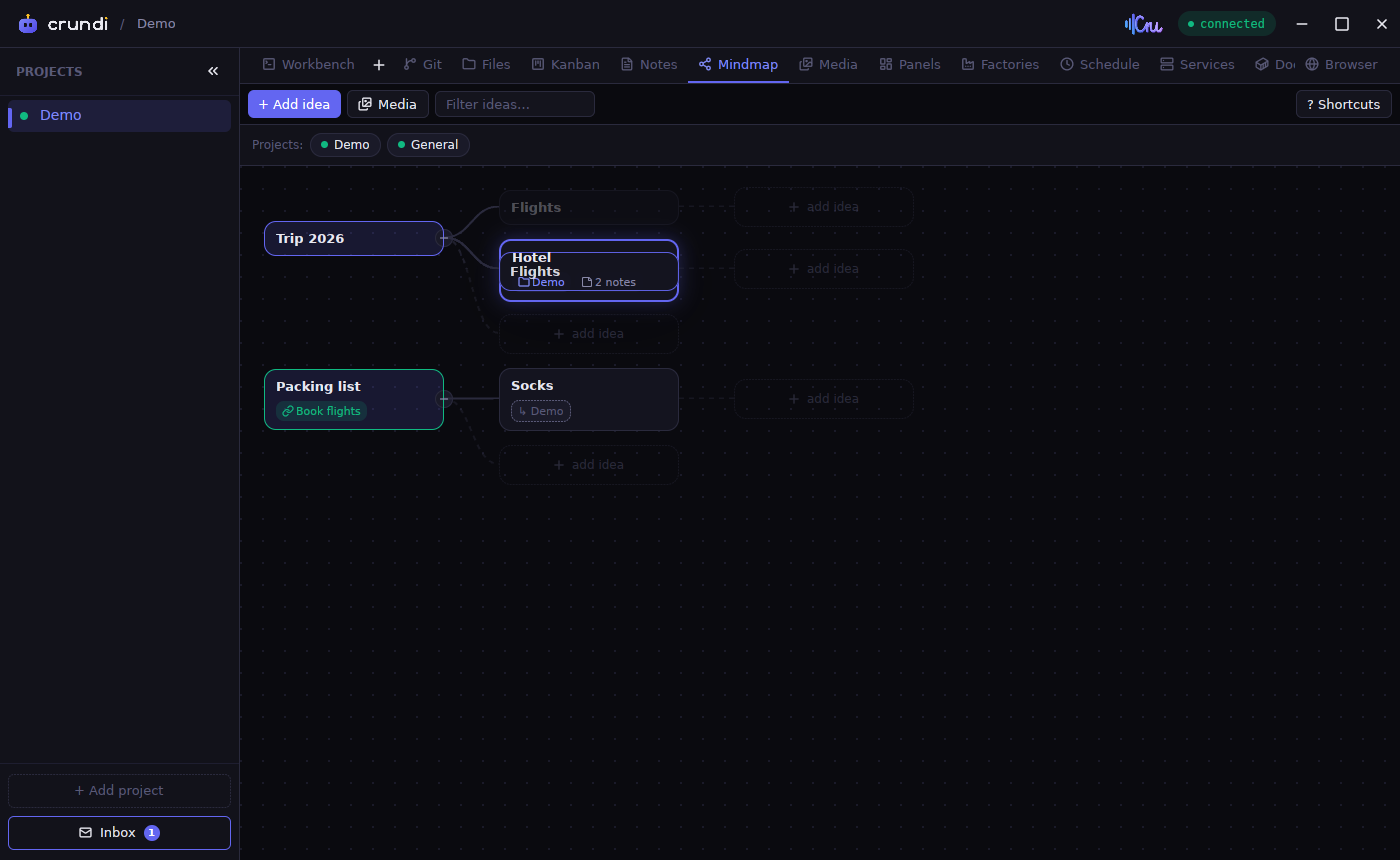 crundi / Demo
Cru
connected
PROJECTS
Workbench
Git
Files
Kanban
Notes
Mindmap
Media
Panels
Factories
Schedule
Services
Doc
Browser
Demo
+ Add idea
Media
Filter ideas...
? Shortcuts
Projects:
Demo
General
Flights
+ add idea
Trip 2026
Hotel
Flights
Demo
2 notes
+ add idea
+ add idea
Packing list
Book flights
Socks
↳ Demo
+ add idea
+ add idea
+ Add project
Inbox 1